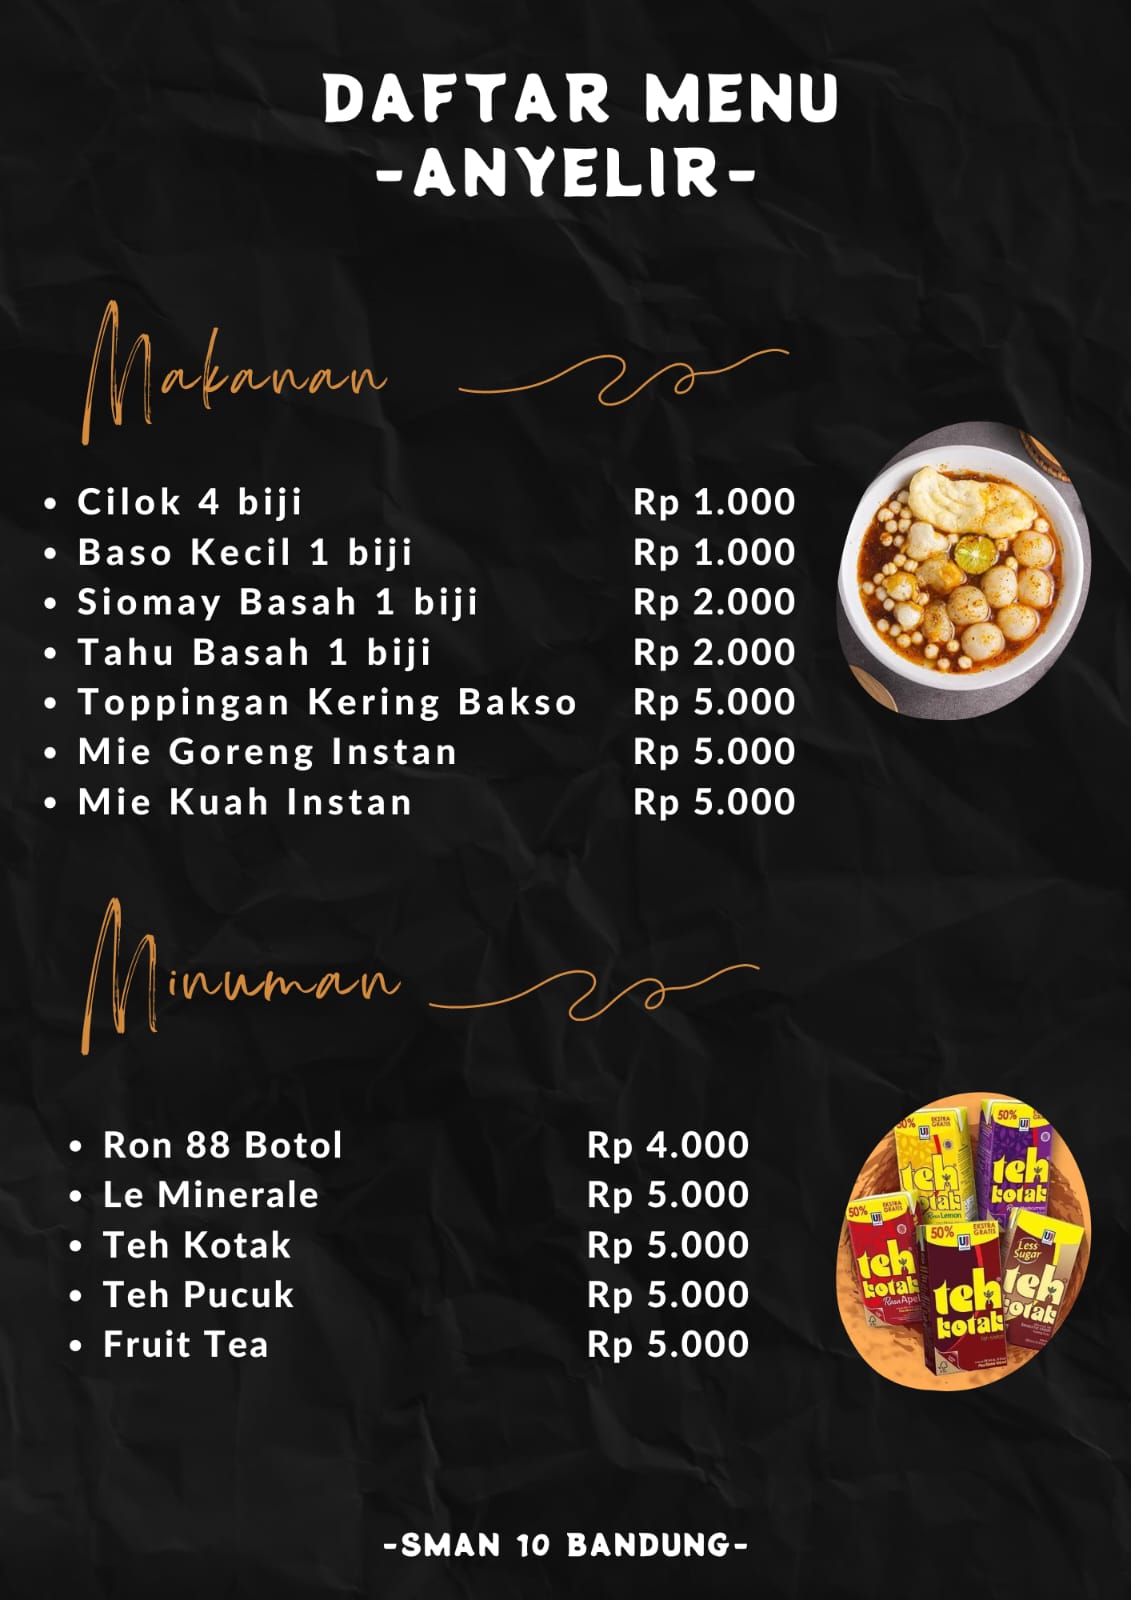 DAFTAR MENU
-ANYELIR-
Makanan
• Cilok 4 biji Rp 1.000
• Baso Kecil 1 biji Rp 1.000
• Siomay Basah 1 biji Rp 2.000
• Tahu Basah 1 biji Rp 2.000
• Toppingan Kering Bakso Rp 5.000
• Mie Goreng Instan Rp 5.000
• Mie Kuah Instan Rp 5.000
Minuman
• Ron 88 Botol Rp 4.000
• Le Minerale Rp 5.000
• Teh Kotak Rp 5.000
• Teh Pucuk Rp 5.000
• Fruit Tea Rp 5.000
50% EKSTRA GRATIS
teh
kotak
Rasa Lemon
50%
teh
kotak
50% EKSTRA GRATIS
teh
kotak
Rasa Apel
50% EKSTRA GRATIS
teh
kotak
Less
Sugar
teh
kotak
-SMAN 10 BANDUNG-